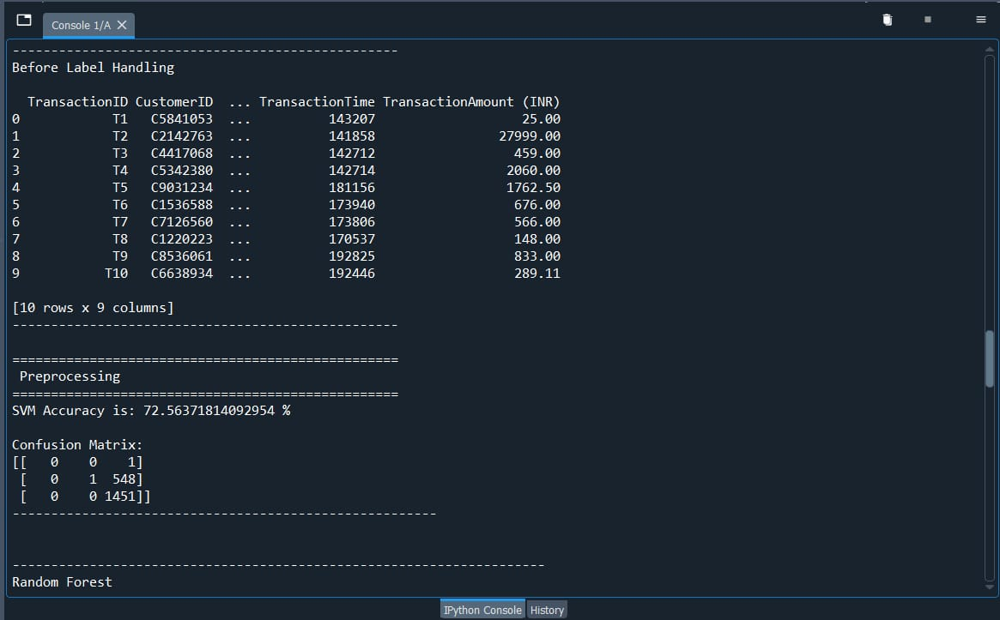 Console 1/A
--------------------------------------------------
Before Label Handling
  TransactionID CustomerID  ... TransactionTime TransactionAmount (INR)
0            T1   C5841053  ...          143207                   25.00
1            T2   C2142763  ...          141858                27999.00
2            T3   C4417068  ...          142712                  459.00
3            T4   C5342380  ...          142714                 2060.00
4            T5   C9031234  ...          181156                 1762.50
5            T6   C1536588  ...          173940                  676.00
6            T7   C7126560  ...          173806                  566.00
7            T8   C1220223  ...          170537                  148.00
8            T9   C8536061  ...          192825                  833.00
9           T10   C6638934  ...          192446                  289.11
[10 rows x 9 columns]
--------------------------------------------------
==================================================
 Preprocessing
==================================================
SVM Accuracy is: 72.56371814092954 %
Confusion Matrix:
[[   0    0    1]
 [   0    1  548]
 [   0    0 1451]]
-------------------------------------------------------
---------------------------------------------------------------------
Random Forest
IPython Console History